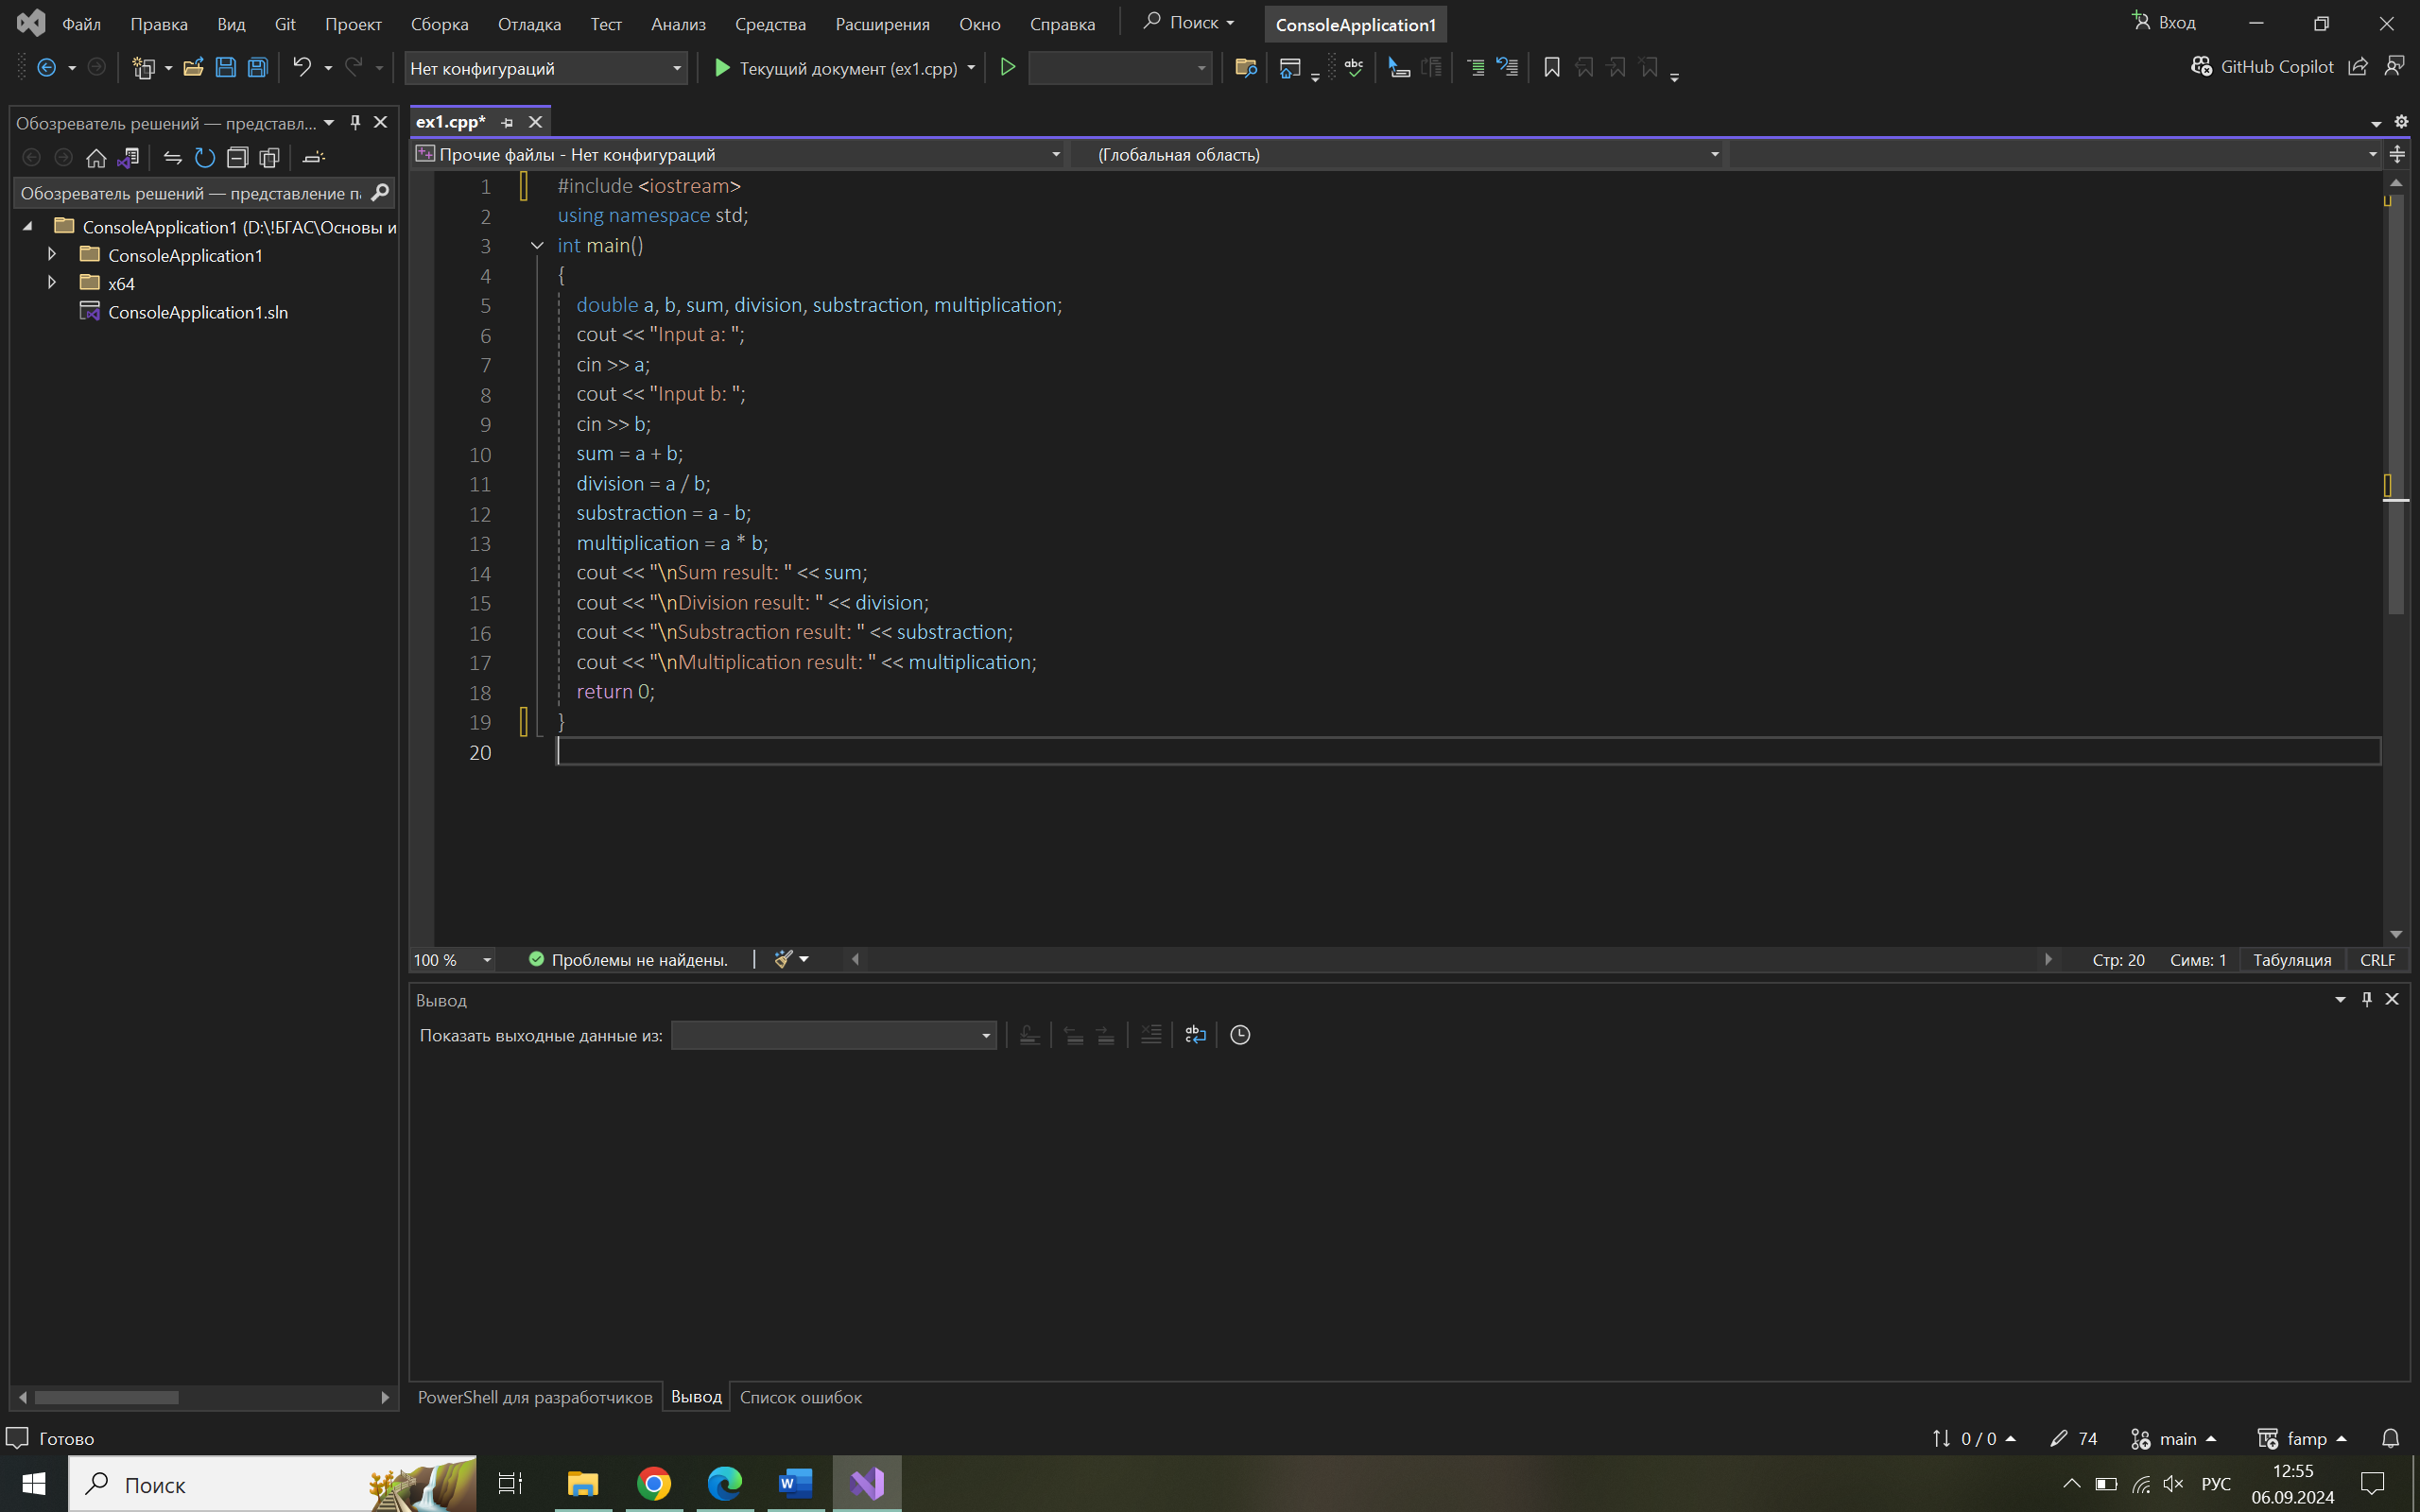 Файл Правка Вид Git Проект Сборка Отладка Тест Анализ Средства Расширения Окно Справка Поиск ConsoleApplication1 Вход
Нет конфигураций Текущий документ (ex1.cpp) abc GitHub Copilot
Обозреватель решений — представл...
Обозреватель решений — представление
ConsoleApplication1 (D:\!БГАС\Основы и
ConsoleApplication1
x64
ConsoleApplication1.sln
ex1.cpp*
Прочие файлы - Нет конфигураций (Глобальная область)
1 #include <iostream>
2 using namespace std;
3 int main()
4 {
5 double a, b, sum, division, substraction, multiplication;
6 cout << "Input a: ";
7 cin >> a;
8 cout << "Input b: ";
9 cin >> b;
10 sum = a + b;
11 division = a / b;
12 substraction = a - b;
13 multiplication = a * b;
14 cout << "\nSum result: " << sum;
15 cout << "\nDivision result: " << division;
16 cout << "\nSubstraction result: " << substraction;
17 cout << "\nMultiplication result: " << multiplication;
18 return 0;
19 }
20
100 % Проблемы не найдены. Стр: 20 Симв: 1 Табуляция CRLF
Вывод
Показать выходные данные из:
PowerShell для разработчиков Вывод Список ошибок
Готово 0 / 0 74 main famp
Поиск РУС 12:55
06.09.2024